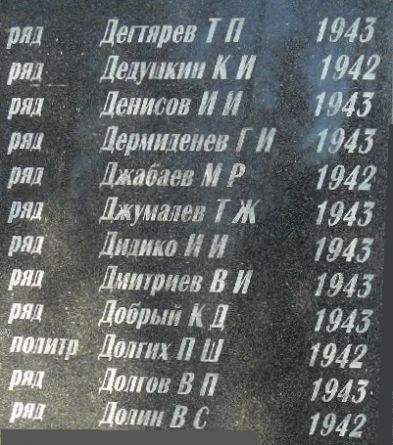 ряд Дегтярев Т П 1943
ряд Дедушкин К И 1942
ряд Денисов И И 1943
ряд Дермиденев Г И 1943
ряд Джабаев М Р 1942
ряд Джумалев Т Ж 1943
ряд Дидико И И 1943
ряд Дмитриев В И 1943
ряд Добрый К Д 1943
политр Долгих П Ш 1942
ряд Долгов В П 1943
ряд Долин В С 1942